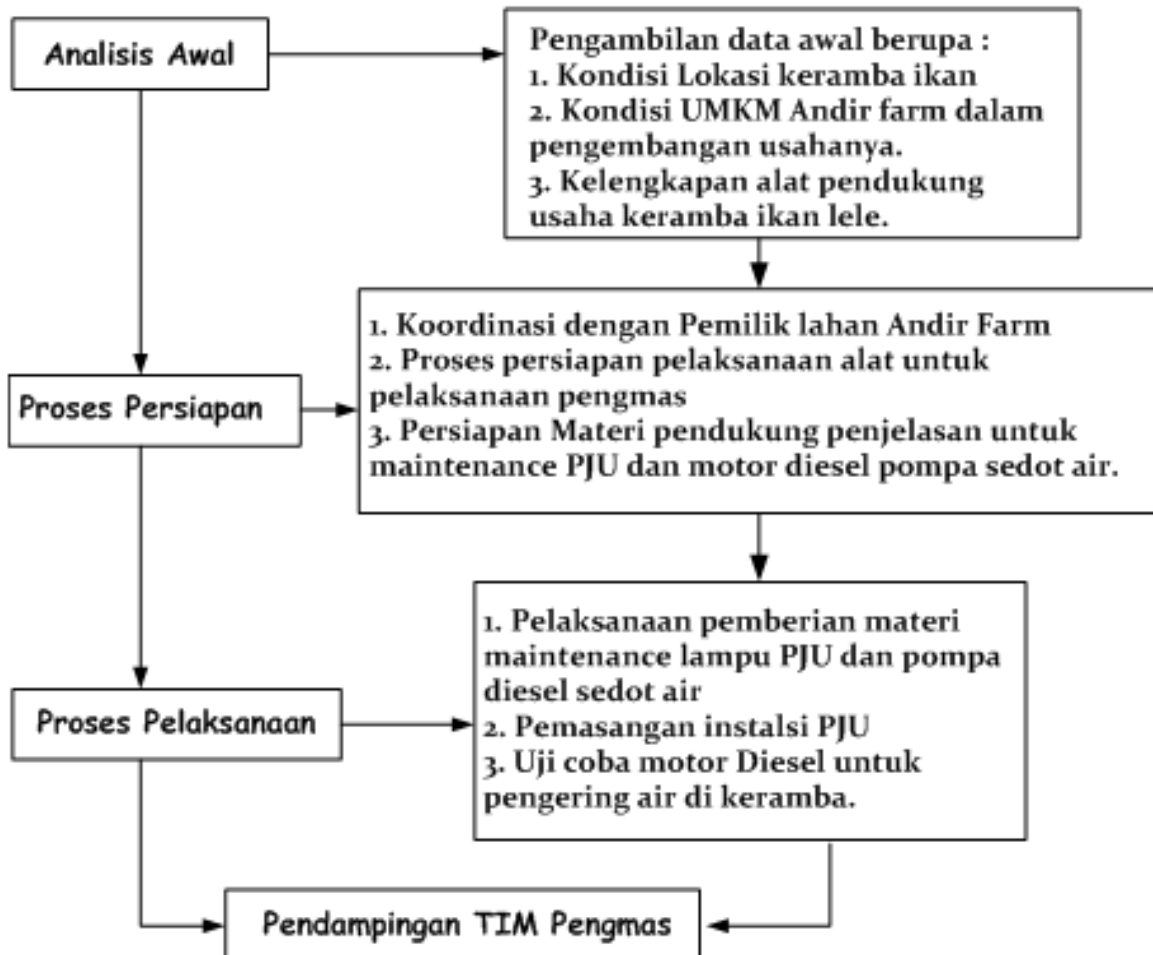 Analisis Awal
Pengambilan data awal berupa :
1. Kondisi Lokasi keramba ikan
2. Kondisi UMKM Andir farm dalam
pengembangan usahanya.
3. Kelengkapan alat pendukung
usaha keramba ikan lele.
Proses Persiapan
1. Koordinasi dengan Pemilik lahan Andir Farm
2. Proses persiapan pelaksanaan alat untuk
pelaksanaan pengmas
3. Persiapan Materi pendukung penjelasan untuk
maintenance PJU dan motor diesel pompa sedot air.
Proses Pelaksanaan
1. Pelaksanaan pemberian materi
maintenance lampu PJU dan pompa
diesel sedot air
2. Pemasangan instalsi PJU
3. Uji coba motor Diesel untuk
pengering air di keramba.
Pendampingan TIM Pengmas